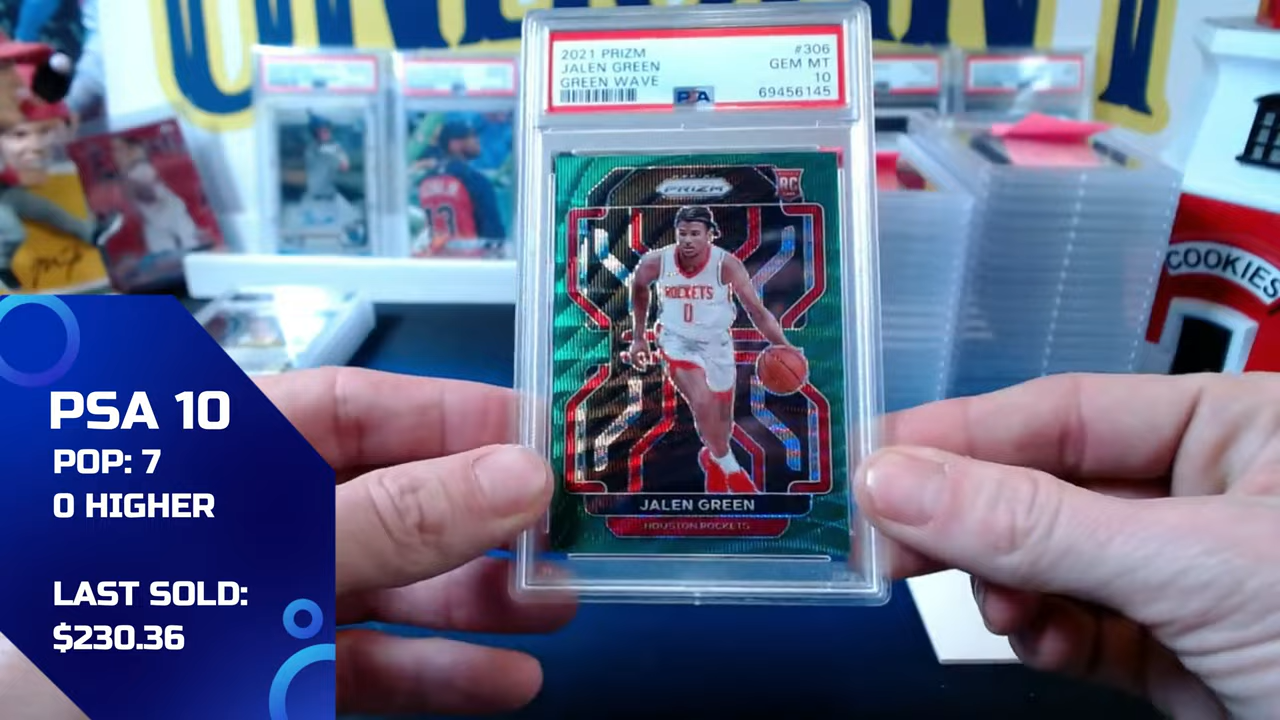 2021 PRIZM #306
JALEN GREEN GEM MT
GREEN WAVE 10
PSA 69456145
PRIZM
RC
ROCKETS
0
JALEN GREEN
HOUSTON ROCKETS
13
COOKIES
PSA 10
POP: 7
0 HIGHER
LAST SOLD:
$230.36